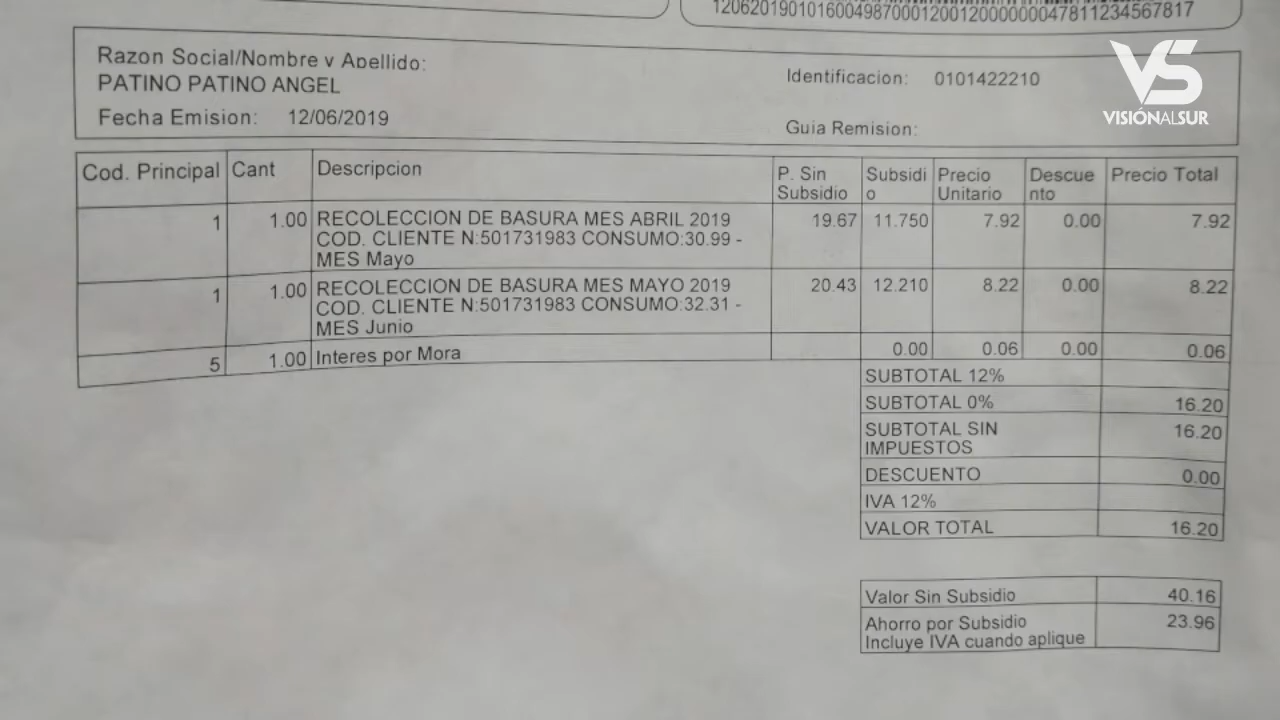 1206201901016004987000120012000000047811234567817
Razon Social/Nombre y Apellido:
PATINO PATINO ANGEL
Identificacion: 0101422210
Fecha Emision: 12/06/2019
Guia Remision:
VS
VISIÓNALSUR
Cod. Principal Cant Descripcion P. Sin Subsidio Subsidio Precio Unitario Descuento Precio Total
1 1.00 RECOLECCION DE BASURA MES ABRIL 2019 19.67 11.750 7.92 0.00 7.92
COD. CLIENTE N:501731983 CONSUMO:30.99 -
MES Mayo
1 1.00 RECOLECCION DE BASURA MES MAYO 2019 20.43 12.210 8.22 0.00 8.22
COD. CLIENTE N:501731983 CONSUMO:32.31 -
MES Junio
5 1.00 Interes por Mora 0.00 0.06 0.00 0.06
SUBTOTAL 12%
SUBTOTAL 0% 16.20
SUBTOTAL SIN
IMPUESTOS 16.20
DESCUENTO 0.00
IVA 12%
VALOR TOTAL 16.20
Valor Sin Subsidio 40.16
Ahorro por Subsidio 23.96
Incluye IVA cuando aplique